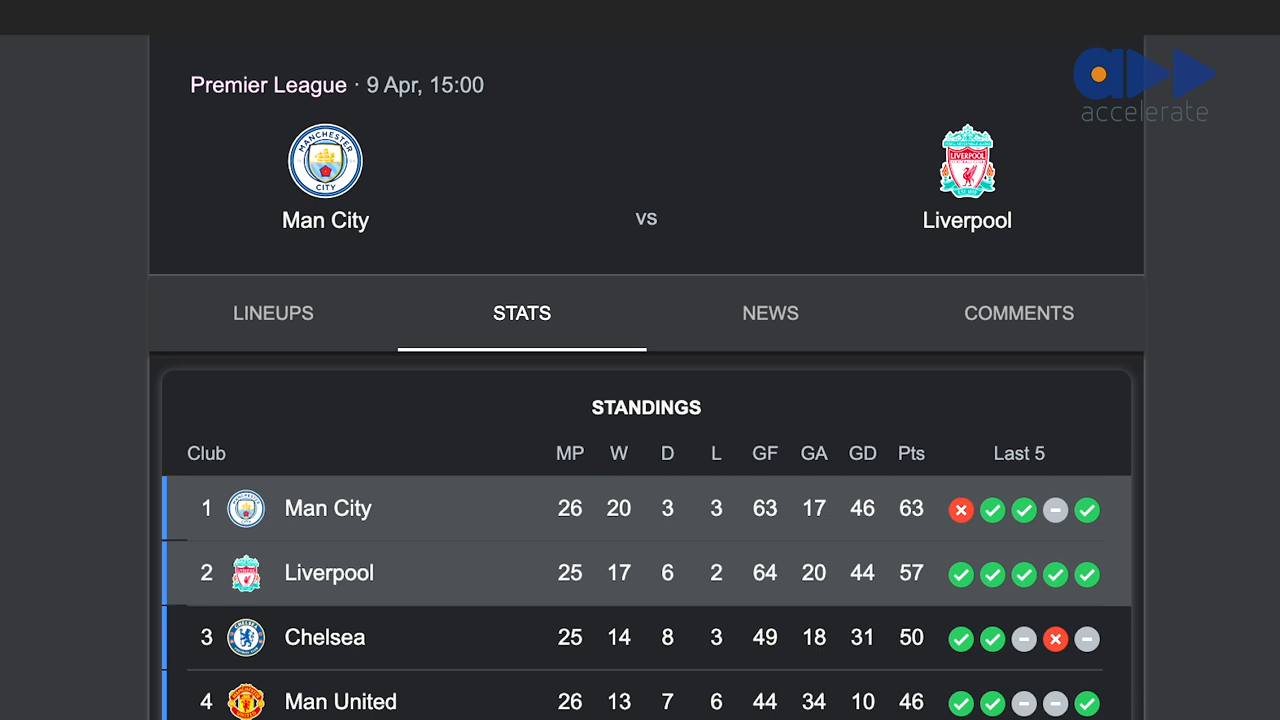 Premier League · 9 Apr, 15:00
accelerate
MANCHESTER CITY
LIVERPOOL
Man City vs Liverpool
LINEUPS STATS NEWS COMMENTS
STANDINGS
Club MP W D L GF GA GD Pts Last 5
1 Man City 26 20 3 3 63 17 46 63
2 Liverpool 25 17 6 2 64 20 44 57
3 Chelsea 25 14 8 3 49 18 31 50
4 Man United 26 13 7 6 44 34 10 46